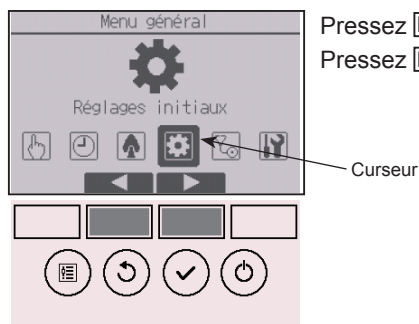 Menu général
Réglages initiaux
Curseur
Pressez
Pressez